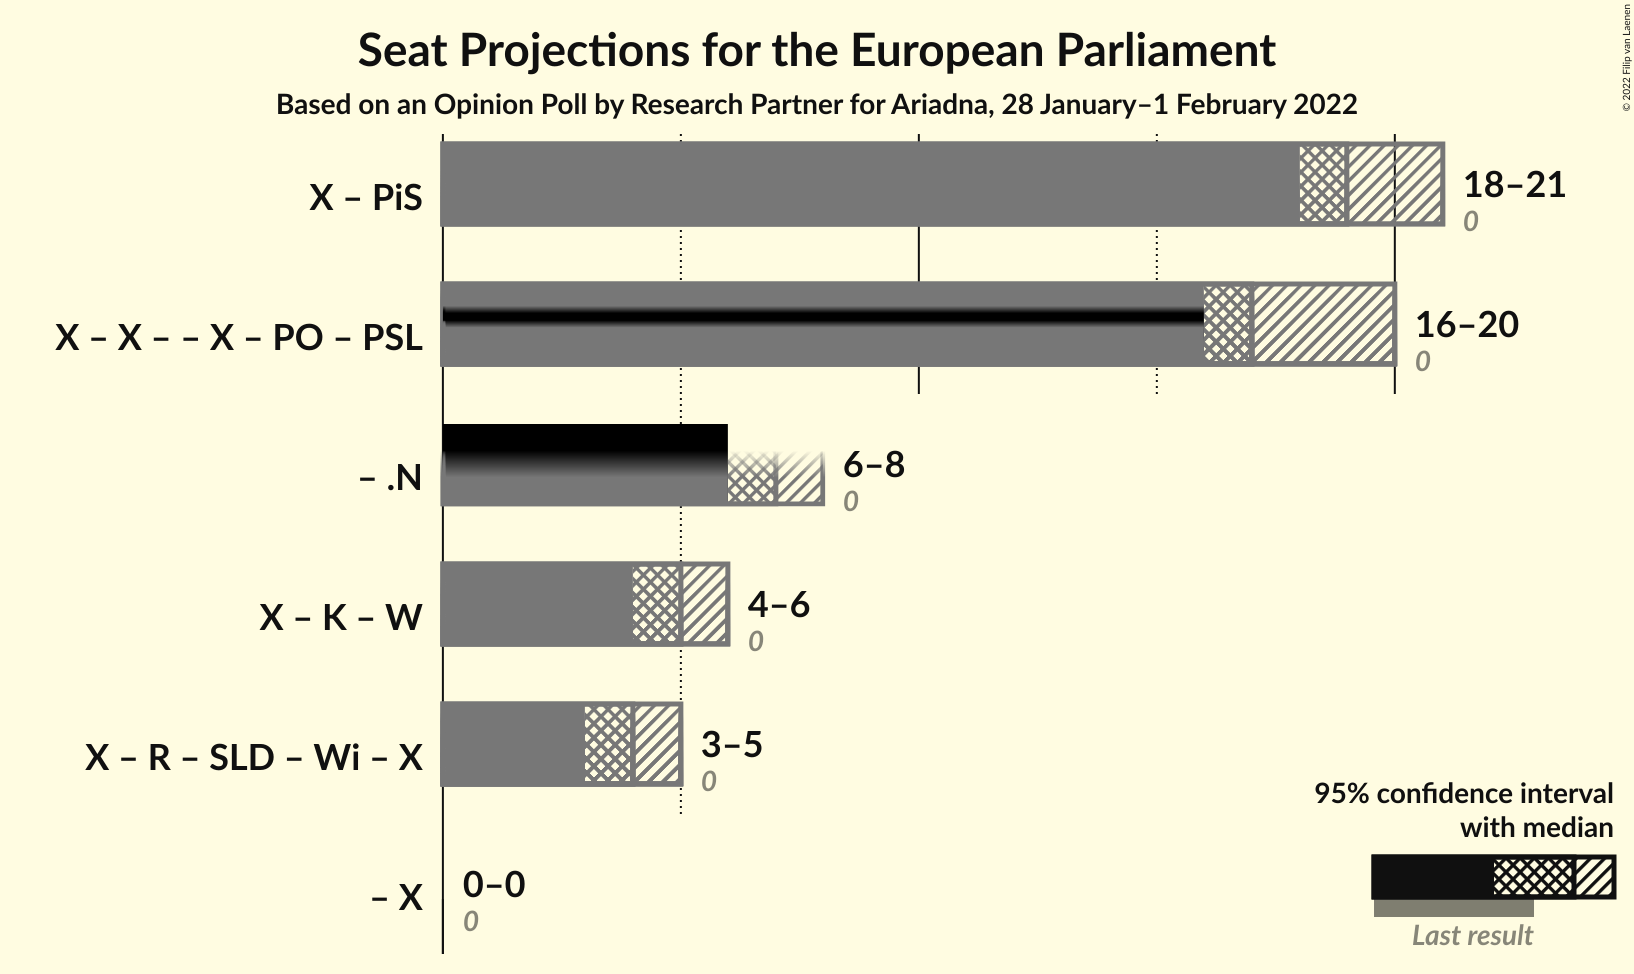 Seat Projections for the European Parliament
Based on an Opinion Poll by Research Partner for Ariadna, 28 January–1 February 2022
© 2022 Filip van Laenen
X – PiS
18–21
0
X – X – – X – PO – PSL
16–20
0
– .N
6–8
0
X – K – W
4–6
0
X – R – SLD – Wi – X
3–5
0
– X
0–0
0
95% confidence interval
with median
Last result